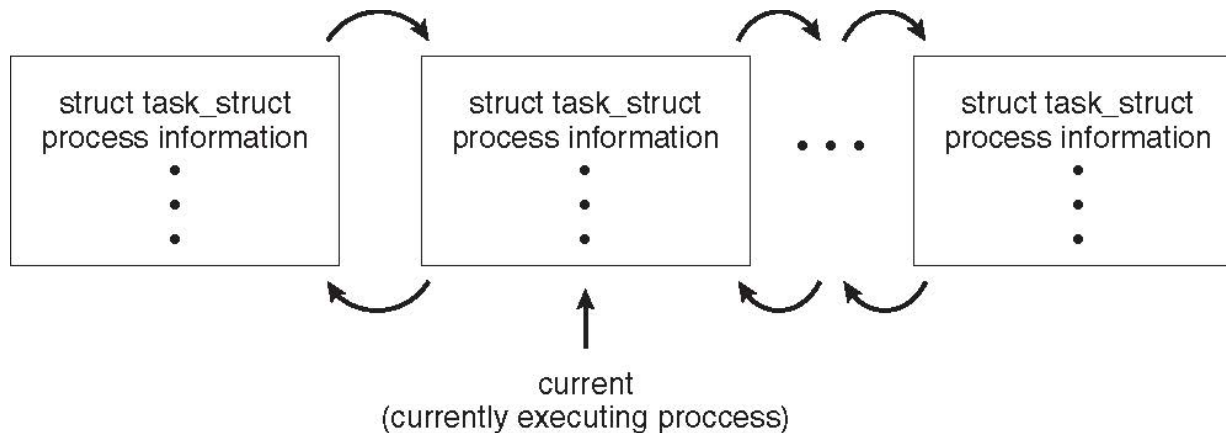 struct task_struct
process information
struct task_struct
process information
struct task_struct
process information
current
(currently executing proccess)